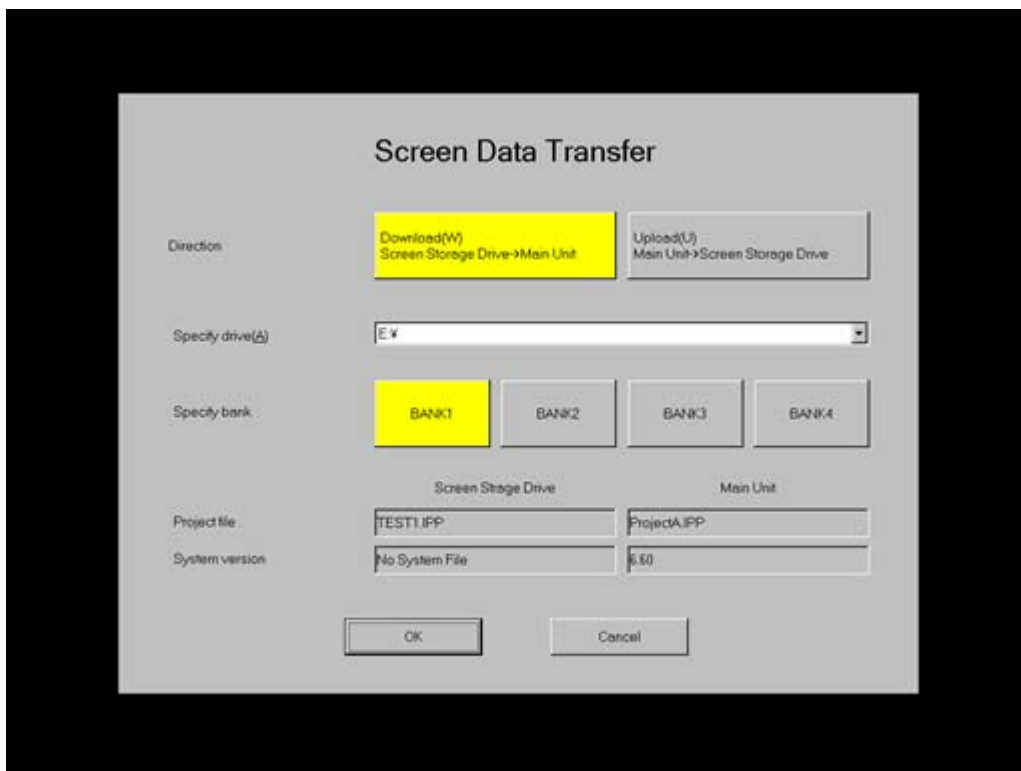 Screen Data Transfer
Direction
Download(W)
Screen Storage Drive->Main Unit
Upload(U)
Main Unit->Screen Storage Drive
Specify drive(A)
E:¥
Specify bank
BANK1
BANK2
BANK3
BANK4
Screen Strage Drive
Main Unit
Project file
TEST1.IPP
ProjectA.IPP
System version
No System File
6.60
OK
Cancel